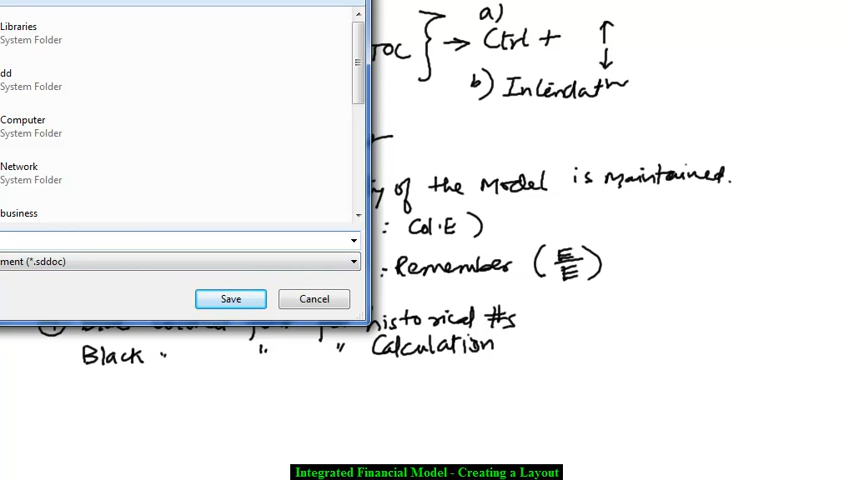 Libraries
System Folder
dd
System Folder
Computer
System Folder
Network
System Folder
business
ment (*.sddoc)
Save
Cancel
TOC } → a) Ctrl + ↑ ↓
b) Indendath
y of the Model is maintained.
: Col. E )
: Remember ( E/E )
historical #s
Black " " " Calculation
Integrated Financial Model - Creating a Layout